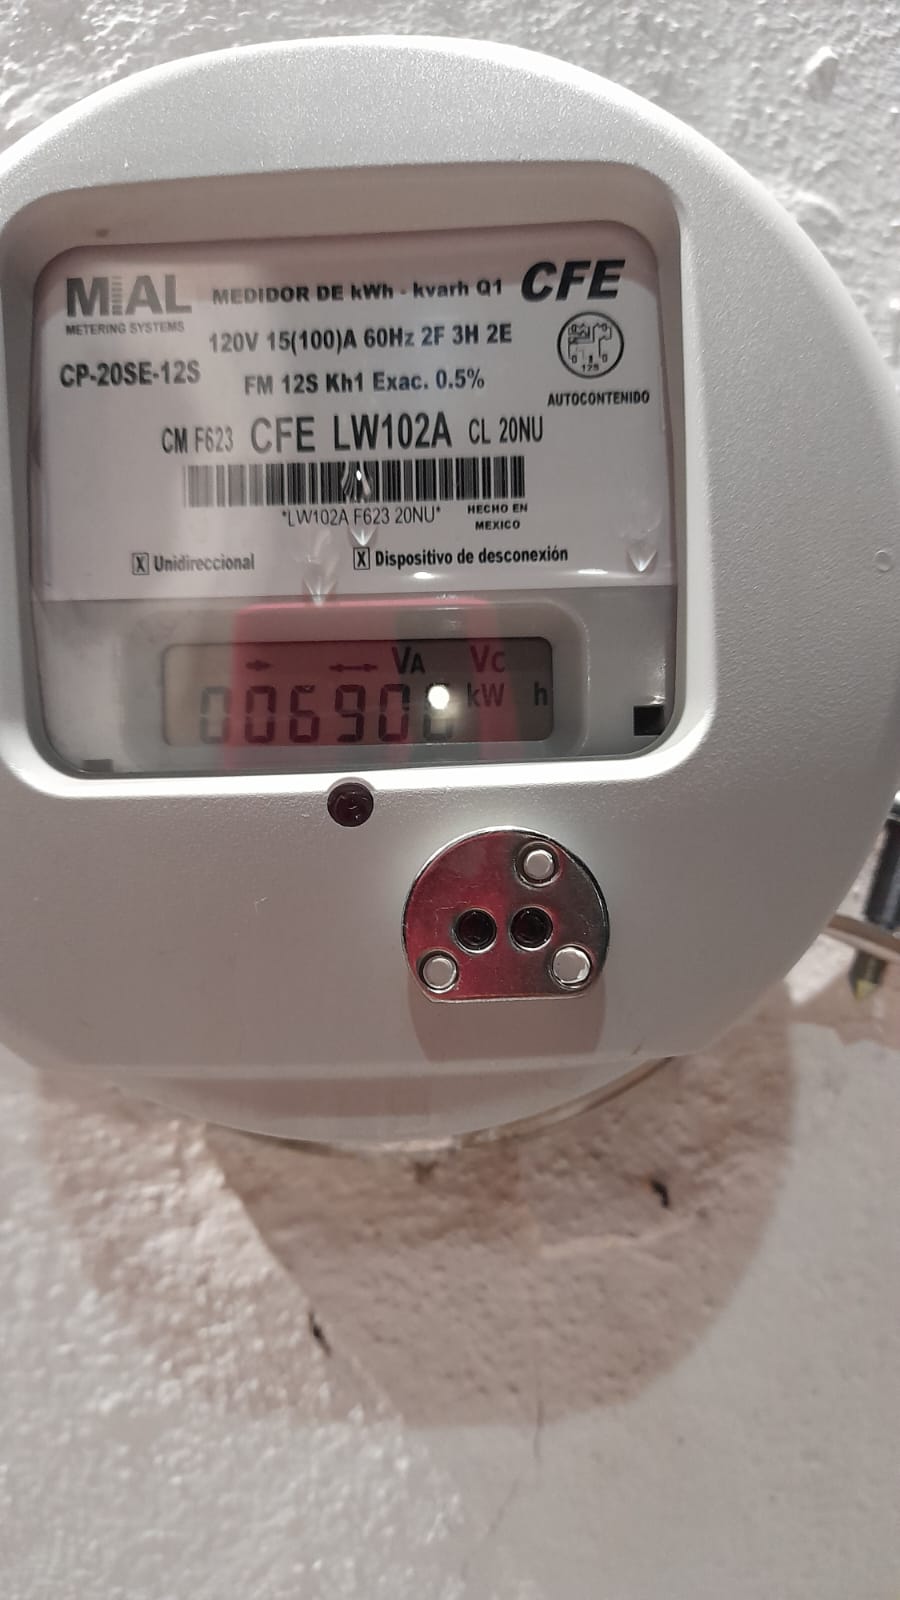 MIAL
METERING SYSTEMS
MEDIDOR DE kWh - kvarh Q1
CFE
120V 15(100)A 60Hz 2F 3H 2E
CP-20SE-12S
FM 12S Kh1 Exac. 0.5%
12S
AUTOCONTENIDO
CM F623 CFE LW102A CL 20NU
*LW102A F623 20NU*
HECHO EN
MEXICO
X Unidireccional
X Dispositivo de desconexión
VA VC
kW h